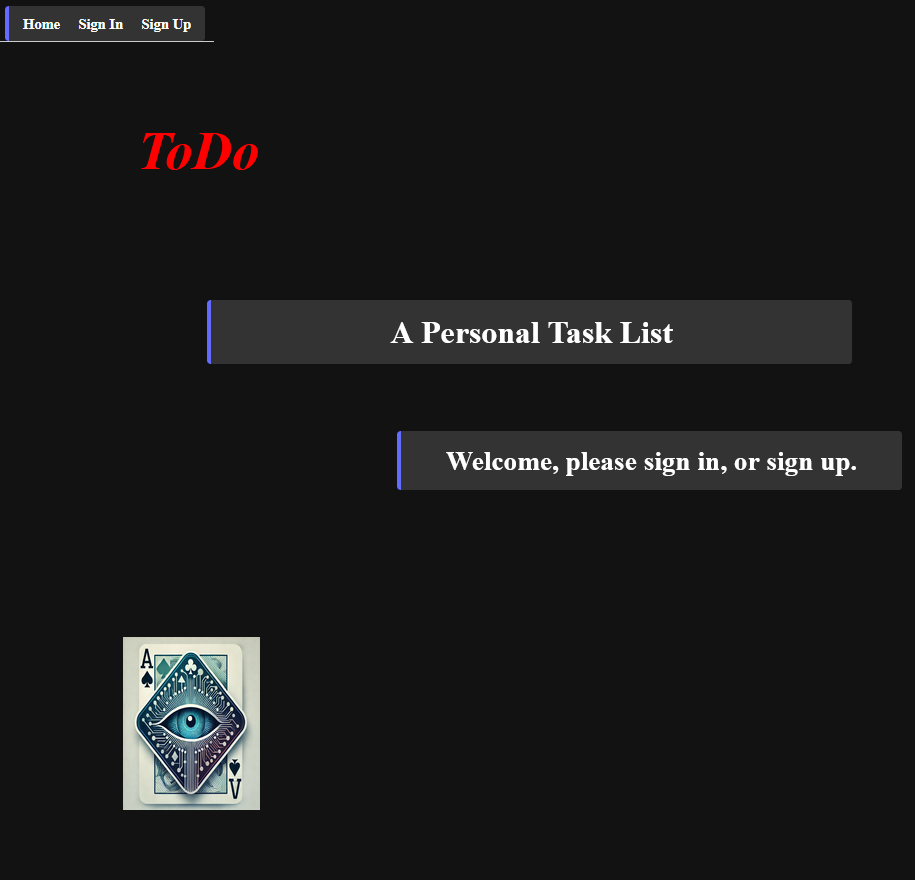 Home Sign In Sign Up
ToDo
A Personal Task List
Welcome, please sign in, or sign up.
A
A